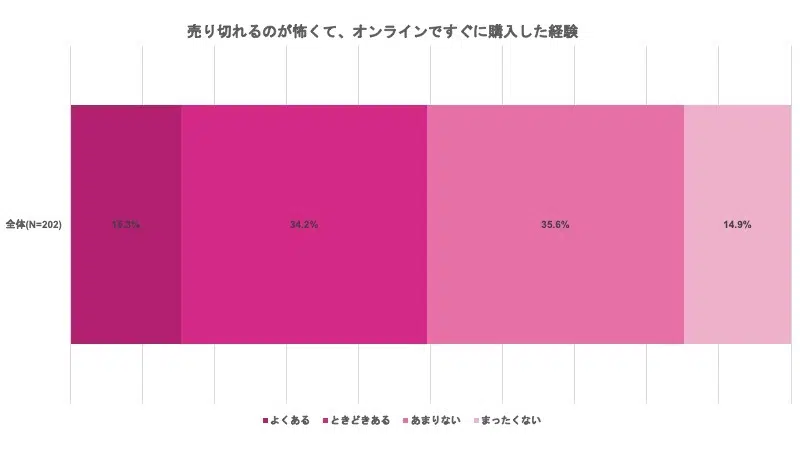 売り切れるのが怖くて、オンラインですぐに購入した経験
全体(N=202)
15.3%
34.2%
35.6%
14.9%
よくある
ときどきある
あまりない
まったくない